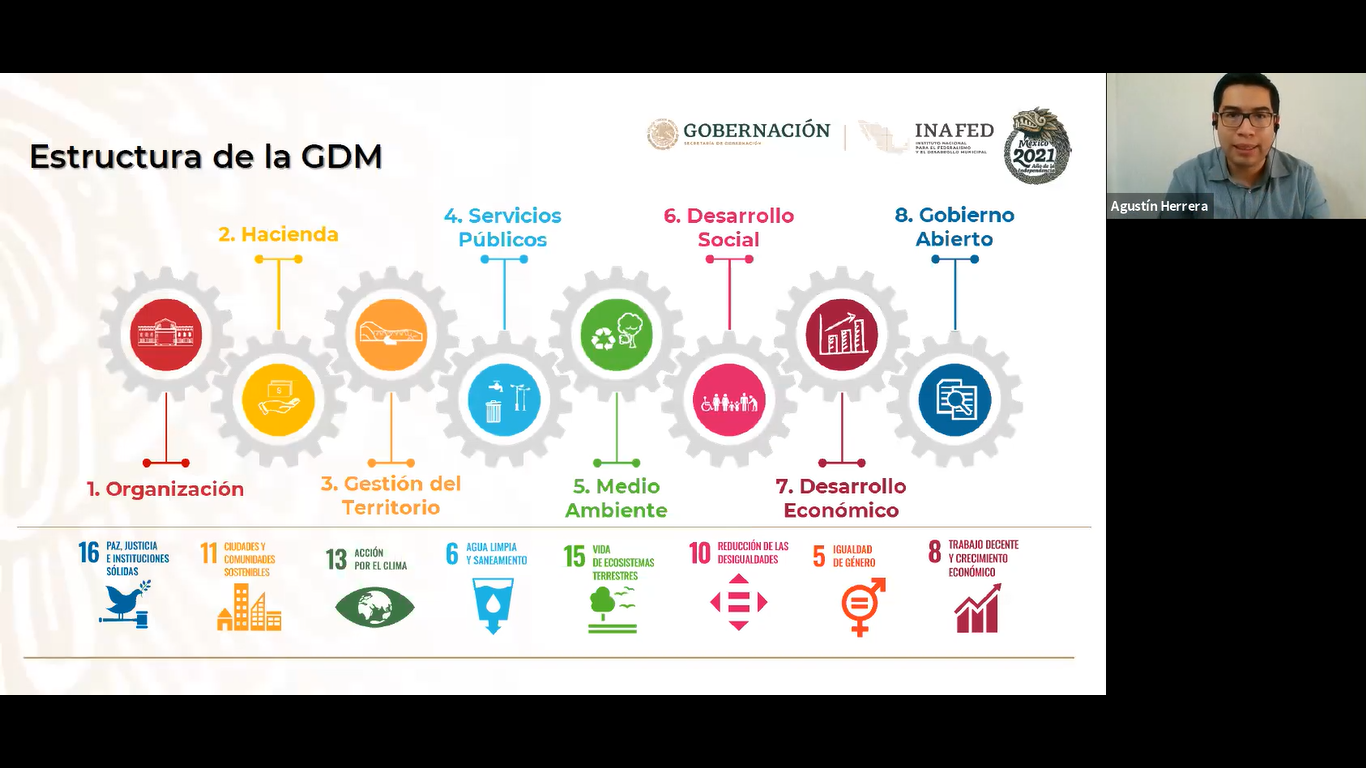 Estructura de la GDM
GOBERNACIÓN
SECRETARÍA DE GOBERNACIÓN
INAFED
INSTITUTO NACIONAL
PARA EL FEDERALISMO
Y EL DESARROLLO MUNICIPAL
México
2021
Año de la
Independencia
Agustín Herrera
2. Hacienda
4. Servicios
Públicos
6. Desarrollo
Social
8. Gobierno
Abierto
$
1. Organización
3. Gestión del
Territorio
5. Medio
Ambiente
7. Desarrollo
Económico
16 PAZ, JUSTICIA
E INSTITUCIONES
SÓLIDAS
11 CIUDADES Y
COMUNIDADES
SOSTENIBLES
13 ACCIÓN
POR EL CLIMA
6 AGUA LIMPIA
Y SANEAMIENTO
15 VIDA
DE ECOSISTEMAS
TERRESTRES
10 REDUCCIÓN DE LAS
DESIGUALDADES
5 IGUALDAD
DE GÉNERO
8 TRABAJO DECENTE
Y CRECIMIENTO
ECONÓMICO